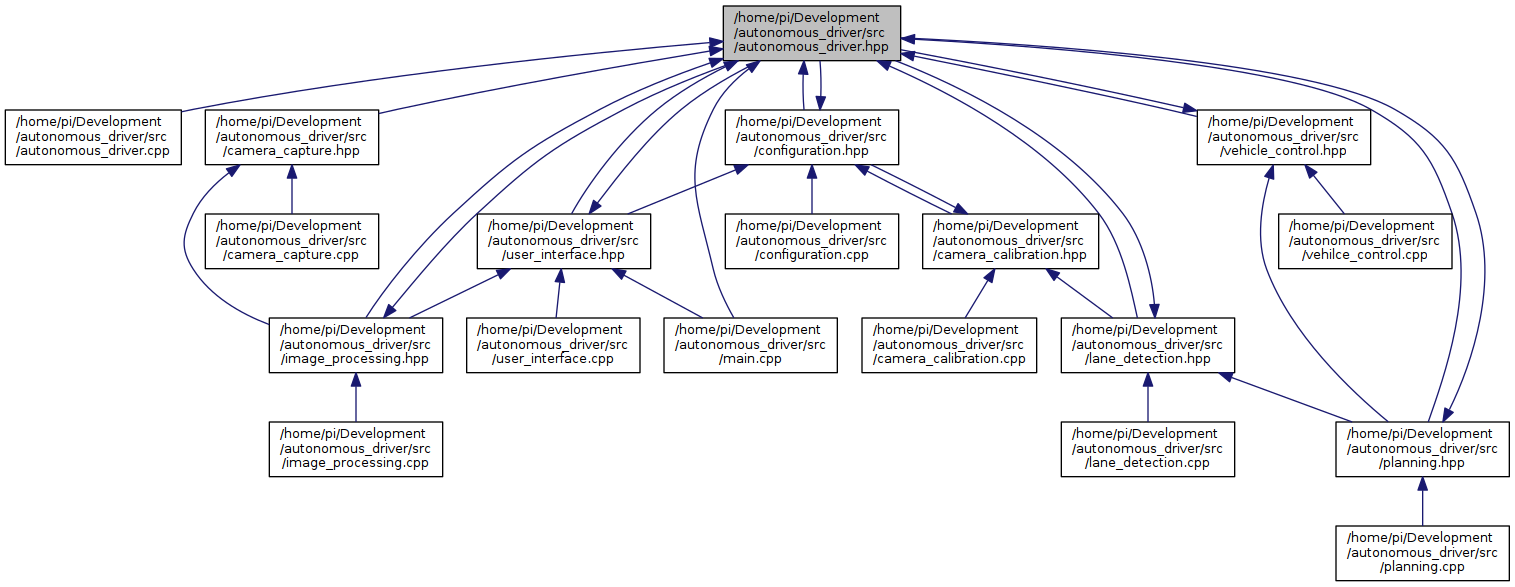 /home/pi/Development
/autonomous_driver/src
/autonomous_driver.hpp
/home/pi/Development
/autonomous_driver/src
/autonomous_driver.cpp
/home/pi/Development
/autonomous_driver/src
/camera_capture.hpp
/home/pi/Development
/autonomous_driver/src
/configuration.hpp
/home/pi/Development
/autonomous_driver/src
/vehicle_control.hpp
/home/pi/Development
/autonomous_driver/src
/camera_capture.cpp
/home/pi/Development
/autonomous_driver/src
/user_interface.hpp
/home/pi/Development
/autonomous_driver/src
/configuration.cpp
/home/pi/Development
/autonomous_driver/src
/camera_calibration.hpp
/home/pi/Development
/autonomous_driver/src
/vehilce_control.cpp
/home/pi/Development
/autonomous_driver/src
/image_processing.hpp
/home/pi/Development
/autonomous_driver/src
/user_interface.cpp
/home/pi/Development
/autonomous_driver/src
/main.cpp
/home/pi/Development
/autonomous_driver/src
/camera_calibration.cpp
/home/pi/Development
/autonomous_driver/src
/lane_detection.hpp
/home/pi/Development
/autonomous_driver/src
/image_processing.cpp
/home/pi/Development
/autonomous_driver/src
/lane_detection.cpp
/home/pi/Development
/autonomous_driver/src
/planning.hpp
/home/pi/Development
/autonomous_driver/src
/planning.cpp